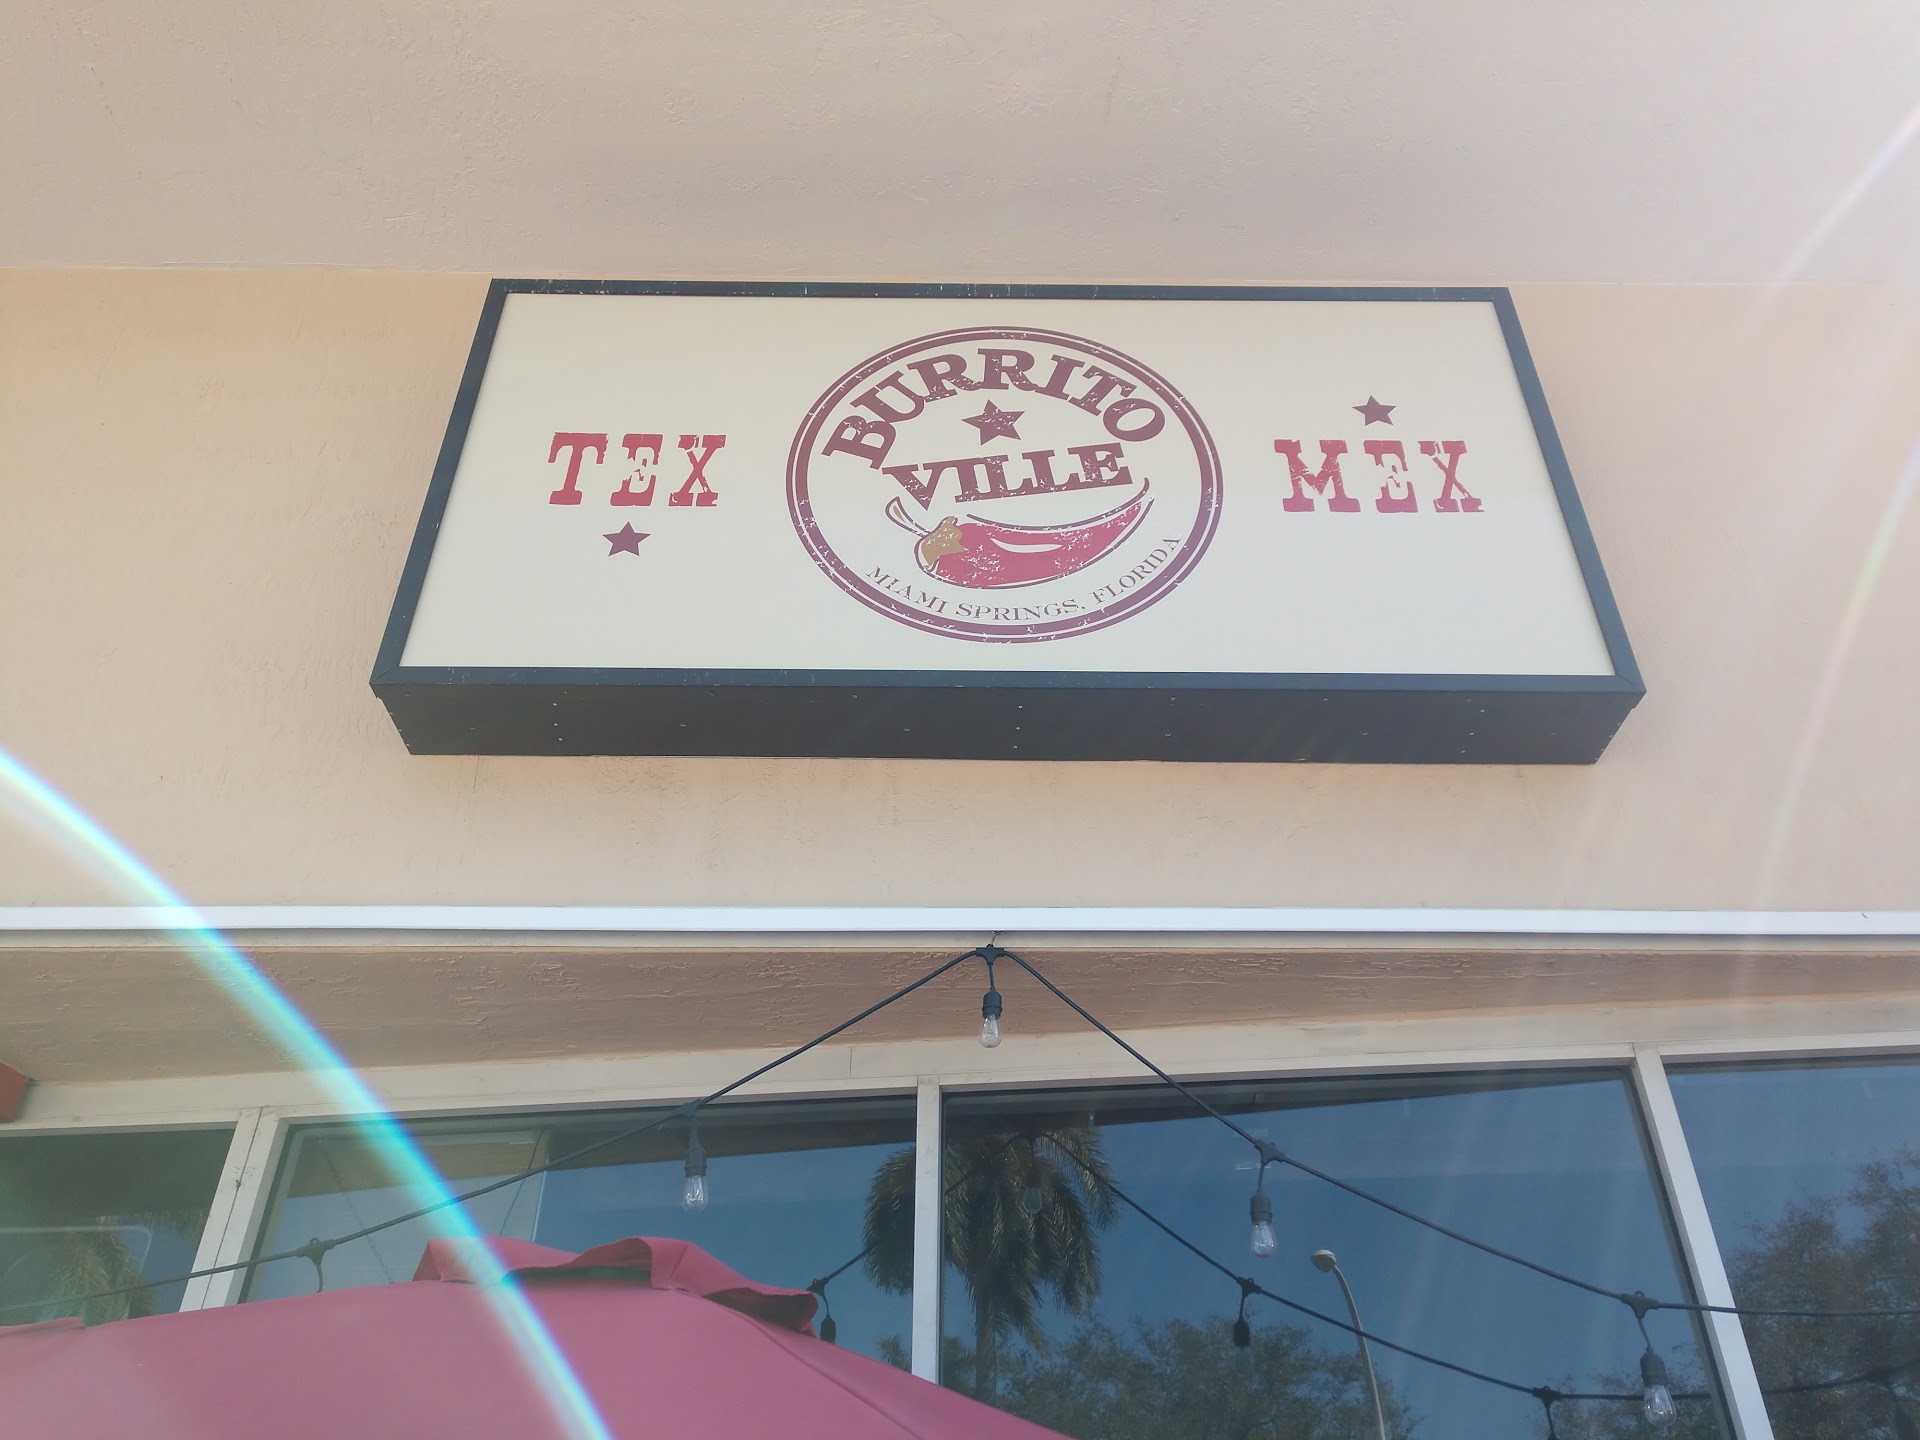 TEX
BURRITO
VILLE
MIAMI SPRINGS, FLORIDA
MEX